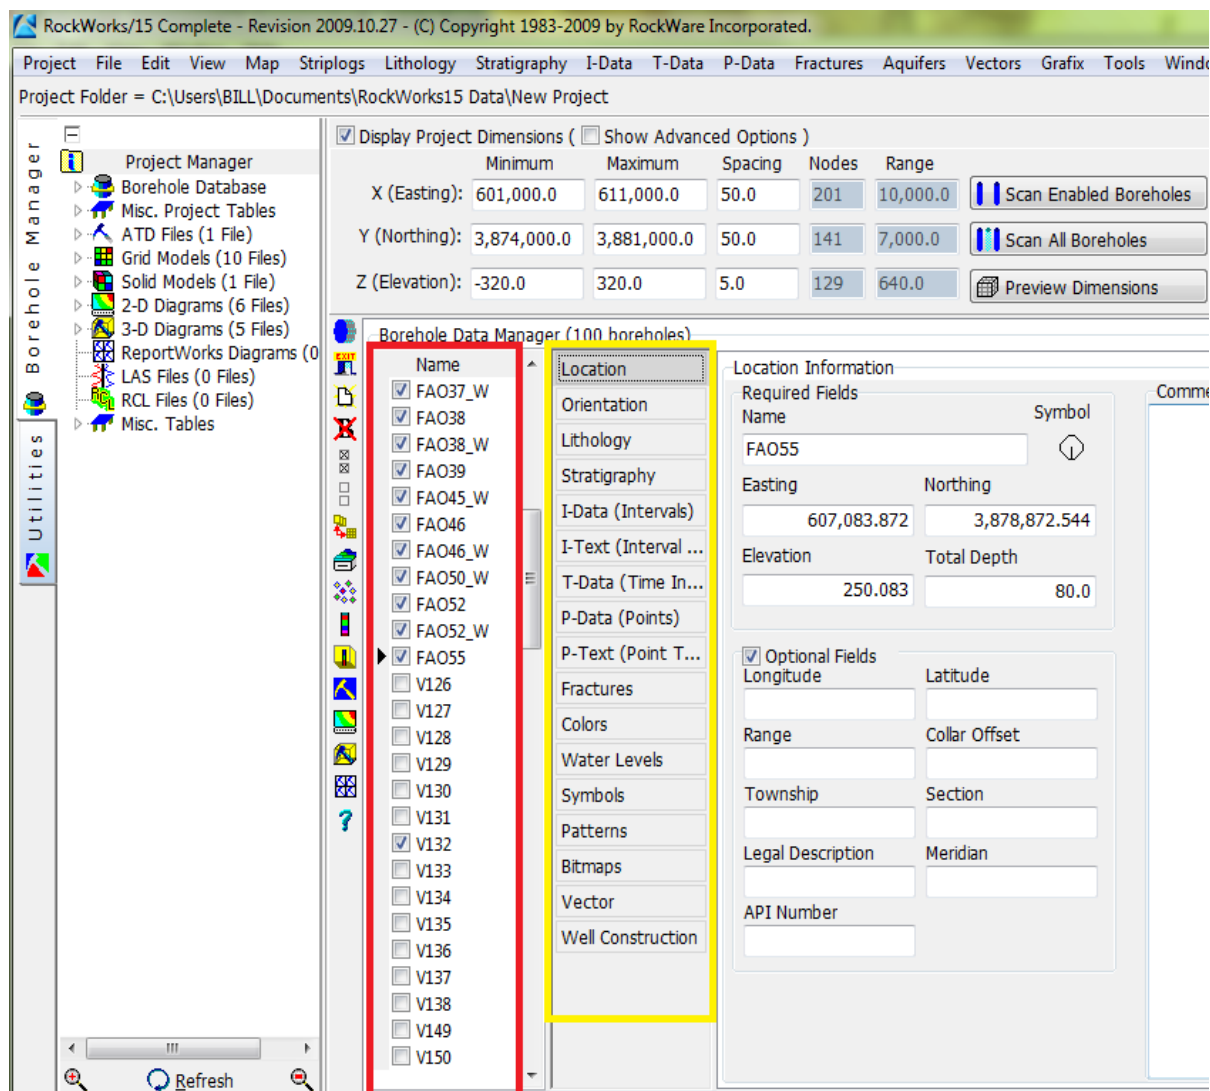 RockWorks/15 Complete - Revision 2009.10.27 - (C) Copyright 1983-2009 by RockWare Incorporated.
Project File Edit View Map Striplogs Lithology Stratigraphy I-Data T-Data P-Data Fractures Aquifers Vectors Grafix Tools Windo
Project Folder = C:\Users\BILL\Documents\RockWorks15 Data\New Project
Borehole Manager
Utilities
Project Manager
Borehole Database
Misc. Project Tables
ATD Files (1 File)
Grid Models (10 Files)
Solid Models (1 File)
2-D Diagrams (6 Files)
3-D Diagrams (5 Files)
ReportWorks Diagrams (0
LAS Files (0 Files)
RCL Files (0 Files)
Misc. Tables
Refresh
Display Project Dimensions ( Show Advanced Options )
Minimum Maximum Spacing Nodes Range
X (Easting): 601,000.0 611,000.0 50.0 201 10,000.0 Scan Enabled Boreholes
Y (Northing): 3,874,000.0 3,881,000.0 50.0 141 7,000.0 Scan All Boreholes
Z (Elevation): -320.0 320.0 5.0 129 640.0 Preview Dimensions
EXIT
Borehole Data Manager (100 boreholes)
Name
FAO37_W
FAO38
FAO38_W
FAO39
FAO45_W
FAO46
FAO46_W
FAO50_W
FAO52
FAO52_W
FAO55
V126
V127
V128
V129
V130
V131
V132
V133
V134
V135
V136
V137
V138
V149
V150
Location
Orientation
Lithology
Stratigraphy
I-Data (Intervals)
I-Text (Interval ...
T-Data (Time In...
P-Data (Points)
P-Text (Point T...
Fractures
Colors
Water Levels
Symbols
Patterns
Bitmaps
Vector
Well Construction
Location Information
Required Fields
Name Symbol
FAO55
Easting Northing
607,083.872 3,878,872.544
Elevation Total Depth
250.083 80.0
Optional Fields
Longitude Latitude
Range Collar Offset
Township Section
Legal Description Meridian
API Number
Comme